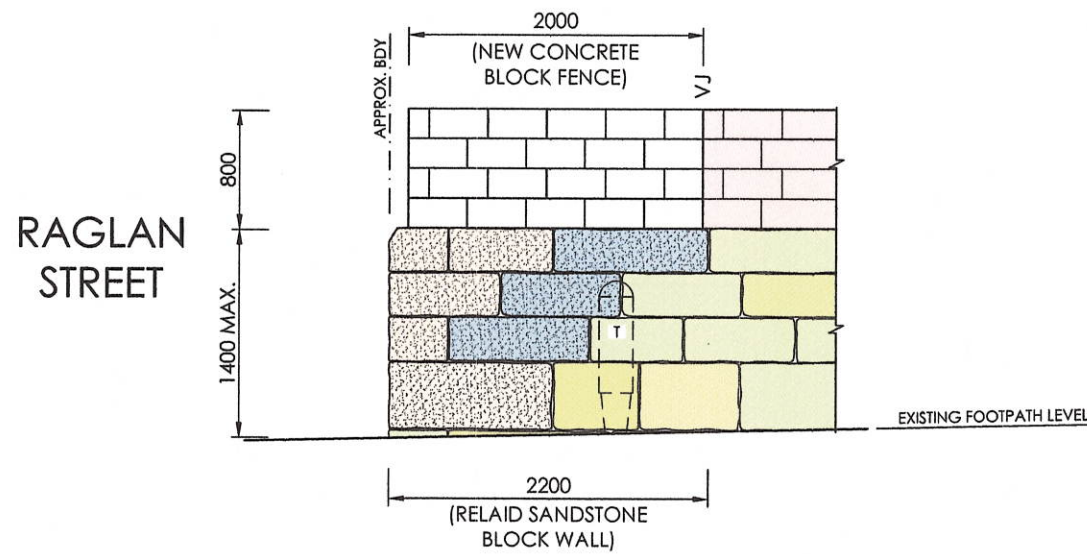 2000
(NEW CONCRETE
BLOCK FENCE)
APPROX. BDY
VJ
800
RAGLAN
STREET
1400 MAX.
T
EXISTING FOOTPATH LEVEL
2200
(RELAID SANDSTONE
BLOCK WALL)